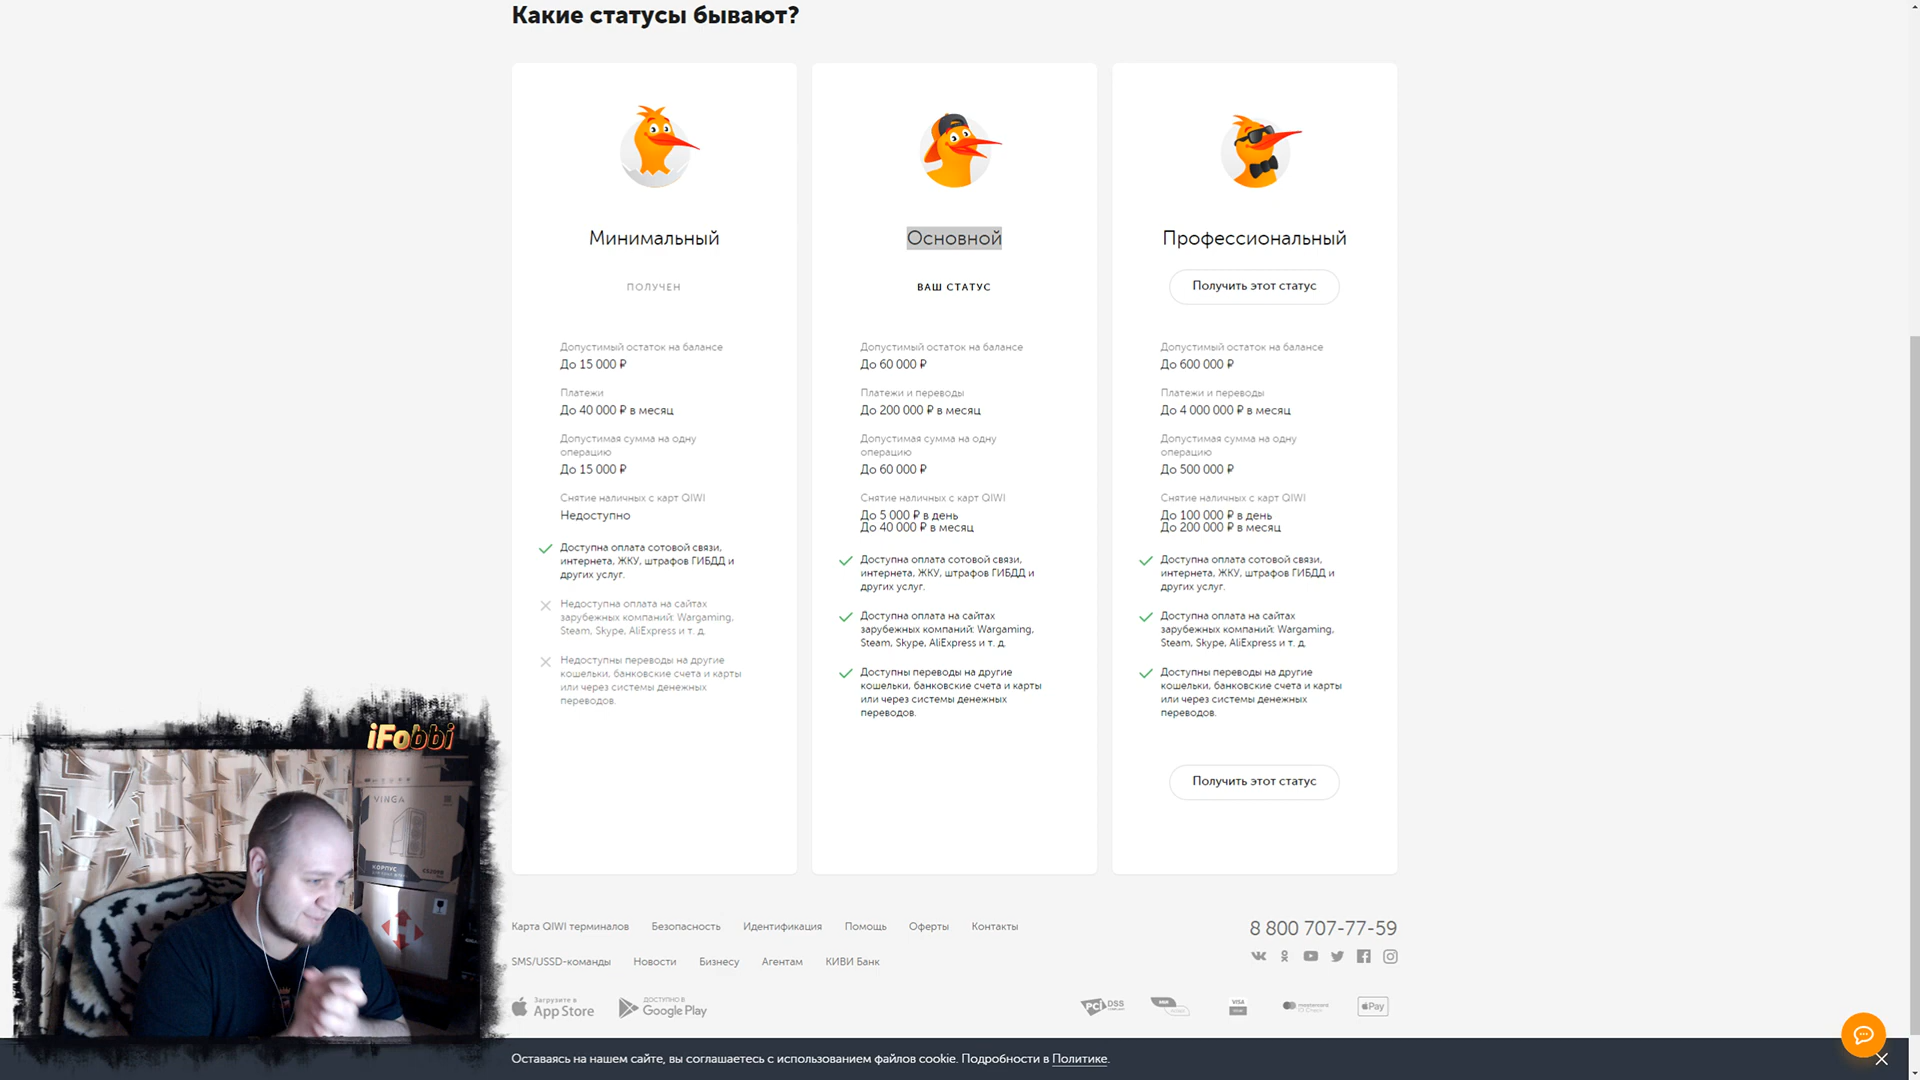 Какие статусы бывают?
Минимальный
ПОЛУЧЕН
Допустимый остаток на балансе
До 15 000 ₽
Платежи
До 40 000 ₽ в месяц
Допустимая сумма на одну
операцию
До 15 000 ₽
Снятие наличных с карт QIWI
Недоступно
Доступна оплата сотовой связи,
интернета, ЖКУ, штрафов ГИБДД и
других услуг.
Недоступна оплата на сайтах
зарубежных компаний: Wargaming,
Steam, Skype, AliExpress и т. д.
Недоступны переводы на другие
кошельки, банковские счета и карты
или через системы денежных
переводов.
Основной
ВАШ СТАТУС
Допустимый остаток на балансе
До 60 000 ₽
Платежи и переводы
До 200 000 ₽ в месяц
Допустимая сумма на одну
операцию
До 60 000 ₽
Снятие наличных с карт QIWI
До 5 000 ₽ в день
До 40 000 ₽ в месяц
Доступна оплата сотовой связи,
интернета, ЖКУ, штрафов ГИБДД и
других услуг.
Доступна оплата на сайтах
зарубежных компаний: Wargaming,
Steam, Skype, AliExpress и т. д.
Доступны переводы на другие
кошельки, банковские счета и карты
или через системы денежных
переводов.
Профессиональный
Получить этот статус
Допустимый остаток на балансе
До 600 000 ₽
Платежи и переводы
До 4 000 000 ₽ в месяц
Допустимая сумма на одну
операцию
До 500 000 ₽
Снятие наличных с карт QIWI
До 100 000 ₽ в день
До 200 000 ₽ в месяц
Доступна оплата сотовой связи,
интернета, ЖКУ, штрафов ГИБДД и
других услуг.
Доступна оплата на сайтах
зарубежных компаний: Wargaming,
Steam, Skype, AliExpress и т. д.
Доступны переводы на другие
кошельки, банковские счета и карты
или через системы денежных
переводов.
Получить этот статус
iFobbi
VINGA
КОРПУС
Карта QIWI терминалов Безопасность Идентификация Помощь Оферты Контакты
8 800 707-77-59
SMS/USSD-команды Новости Бизнесу Агентам КИВИ Банк
Загрузите в
App Store
ДОСТУПНО В
Google Play
PCI DSS
VISA
mastercard
Pay
Оставаясь на нашем сайте, вы соглашаетесь с использованием файлов cookie. Подробности в Политике.